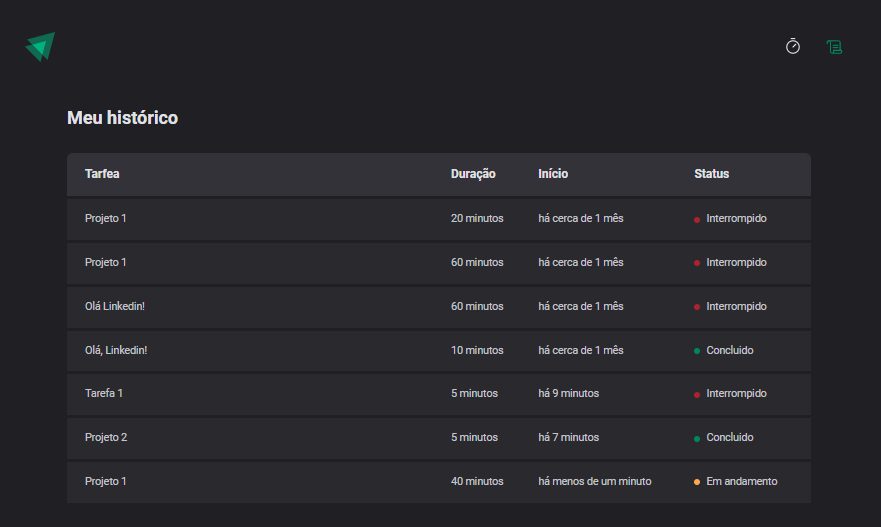 Meu histórico
Tarfea Duração Início Status
Projeto 1 20 minutos há cerca de 1 mês Interrompido
Projeto 1 60 minutos há cerca de 1 mês Interrompido
Olá Linkedin! 60 minutos há cerca de 1 mês Interrompido
Olá, Linkedin! 10 minutos há cerca de 1 mês Concluido
Tarefa 1 5 minutos há 9 minutos Interrompido
Projeto 2 5 minutos há 7 minutos Concluido
Projeto 1 40 minutos há menos de um minuto Em andamento